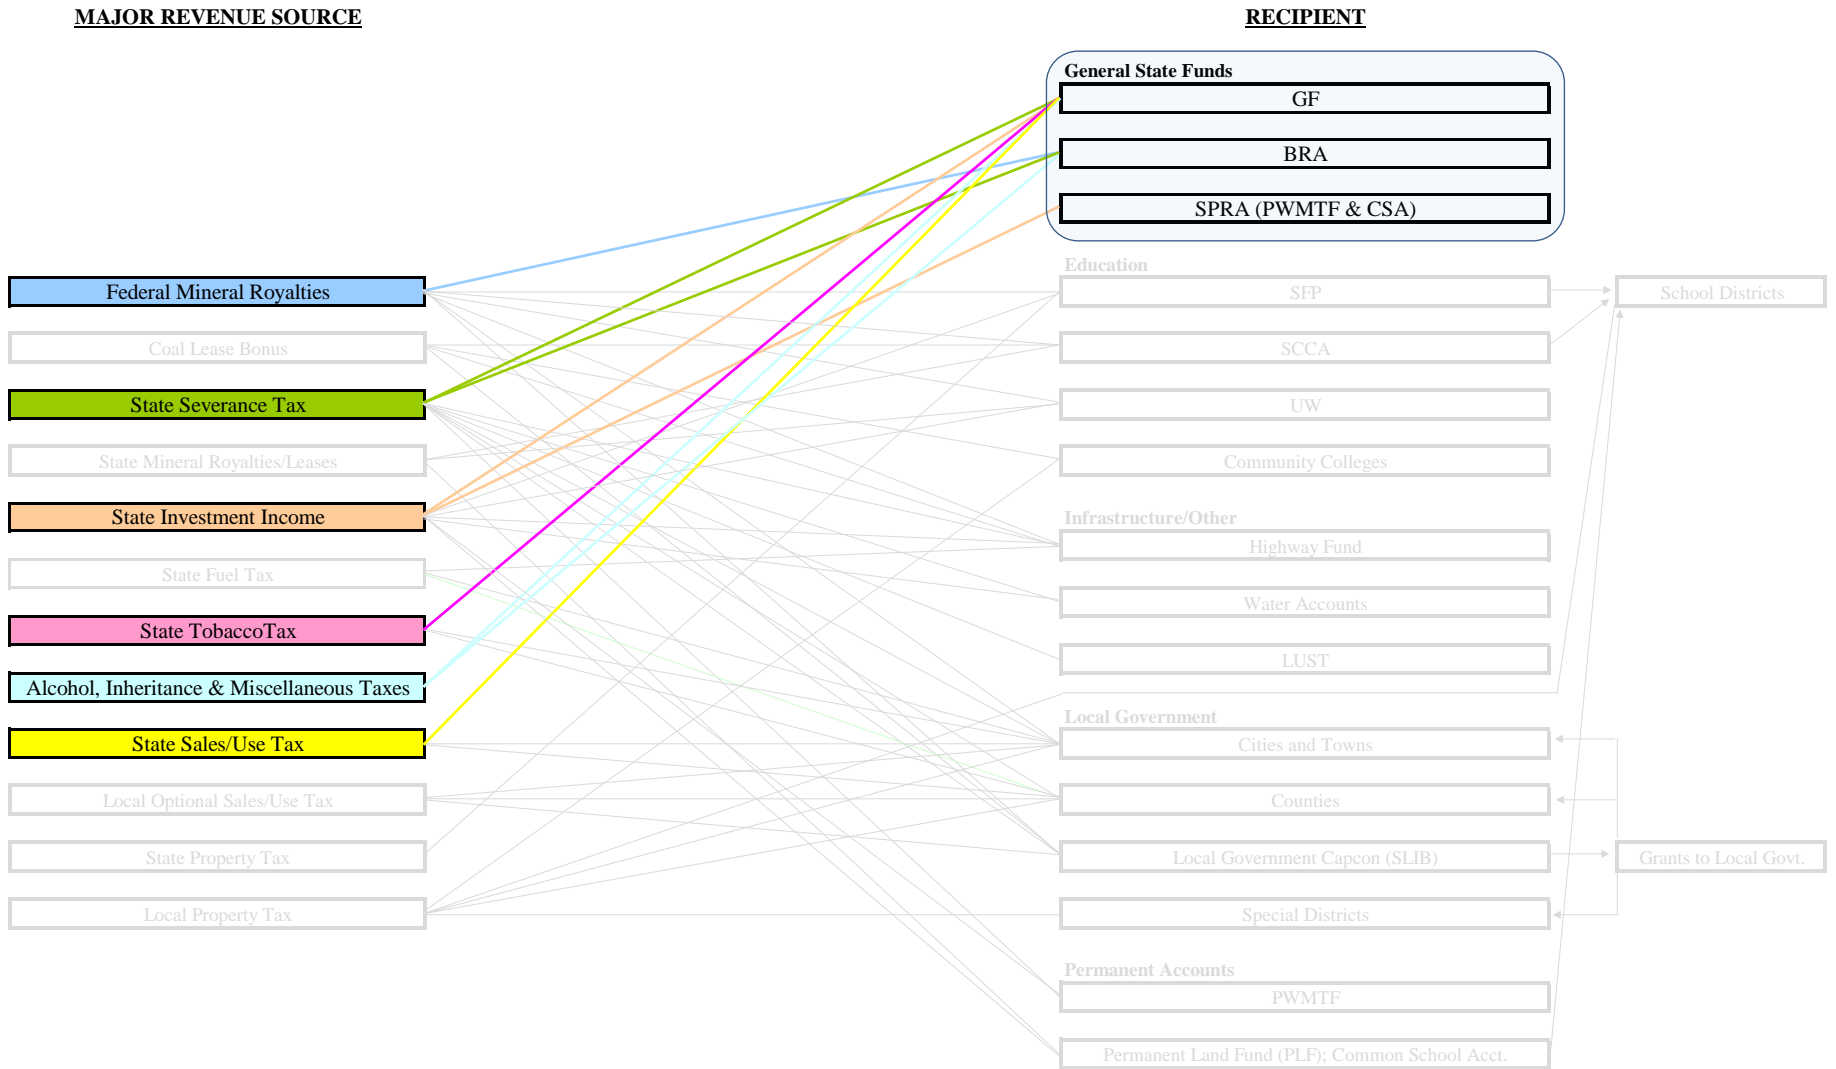 MAJOR REVENUE SOURCE
RECIPIENT
General State Funds
GF
BRA
SPRA (PWMTF & CSA)
Education
Federal Mineral Royalties
SFP
School Districts
Coal Lease Bonus
SCCA
State Severance Tax
UW
State Mineral Royalties/Leases
Community Colleges
State Investment Income
Infrastructure/Other
Highway Fund
State Fuel Tax
Water Accounts
State TobaccoTax
LUST
Alcohol, Inheritance & Miscellaneous Taxes
Local Government
State Sales/Use Tax
Cities and Towns
Local Optional Sales/Use Tax
Counties
State Property Tax
Local Government Capcon (SLIB)
Grants to Local Govt.
Local Property Tax
Special Districts
Permanent Accounts
PWMTF
Permanent Land Fund (PLF); Common School Acct.